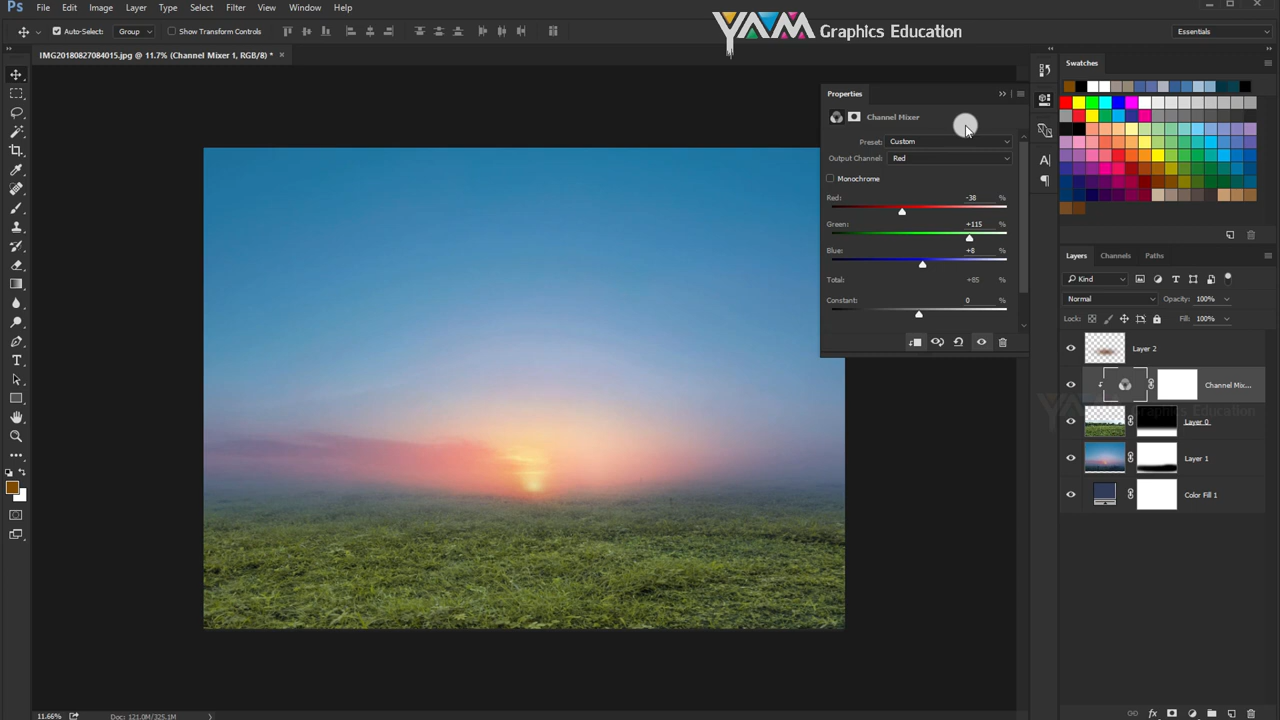 Ps File Edit Image Layer Type Select Filter View Window Help
YAM Graphics Education
Auto-Select: Group Show Transform Controls Essentials
IMG20180827084015.jpg @ 11.7% (Channel Mixer 1, RGB/8) *
Properties
Channel Mixer
Preset: Custom
Output Channel: Red
Monochrome
Red: -38 %
Green: +115 %
Blue: +8 %
Total: +85 %
Constant: 0 %
Swatches
Layers Channels Paths
Kind
Normal Opacity: 100%
Lock: Fill: 100%
Layer 2
Channel Mix...
Graphics Education
Layer 0
Layer 1
Color Fill 1
11.66% Doc: 121.0M/325.1M